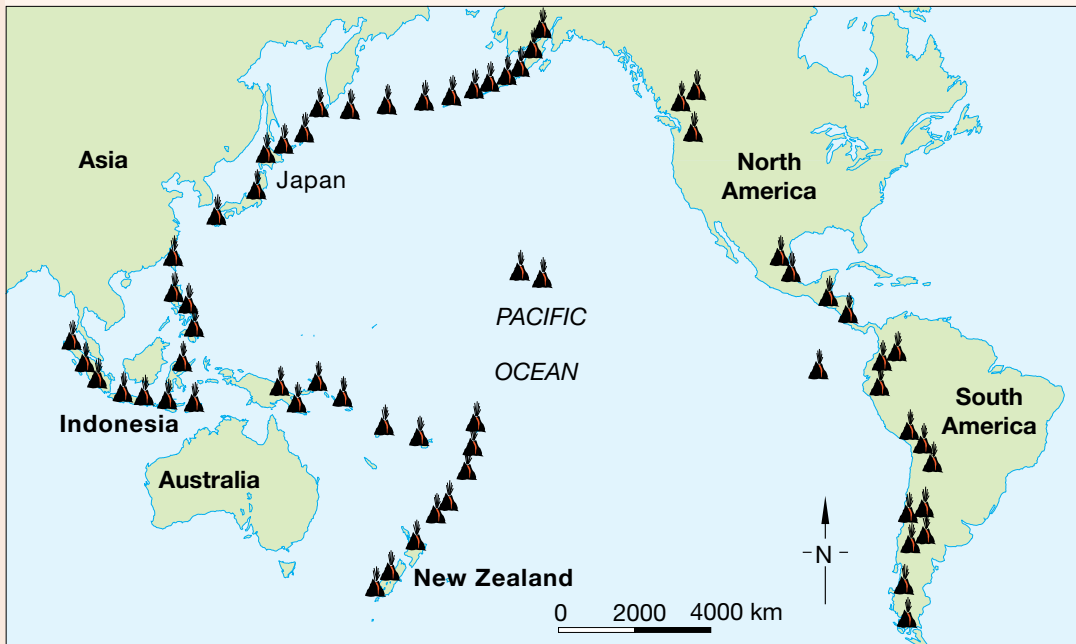 Asia
Japan
North
America
PACIFIC
OCEAN
Indonesia
Australia
South
America
New Zealand
N
0 2000 4000 km